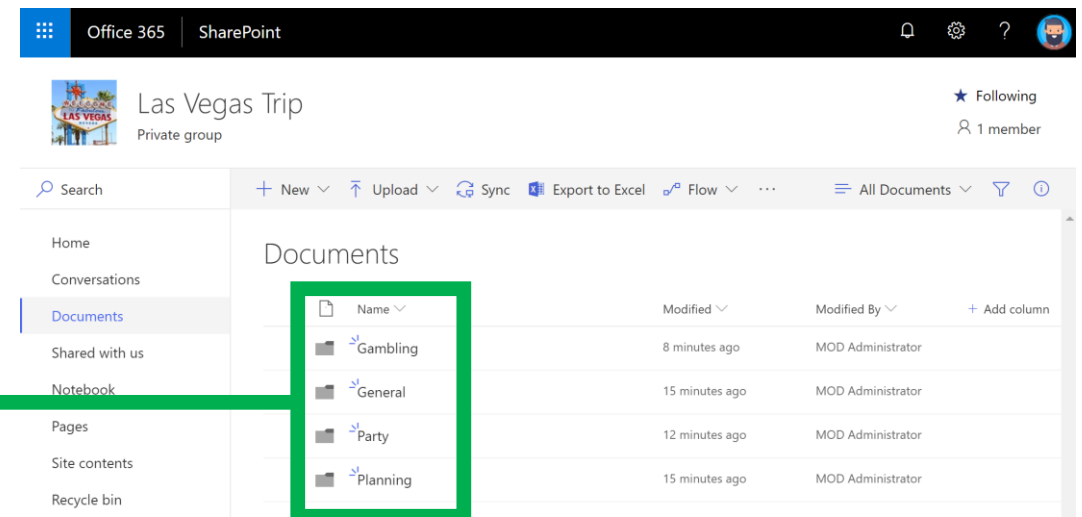 Office 365 SharePoint ?
WELCOME
LAS VEGAS
Las Vegas Trip
Private group
Following
1 member
Search
+ New Upload Sync Export to Excel Flow ··· All Documents
Home
Conversations
Documents
Shared with us
Notebook
Pages
Site contents
Recycle bin
Documents
Name Modified Modified By + Add column
Gambling 8 minutes ago MOD Administrator
General 15 minutes ago MOD Administrator
Party 12 minutes ago MOD Administrator
Planning 15 minutes ago MOD Administrator